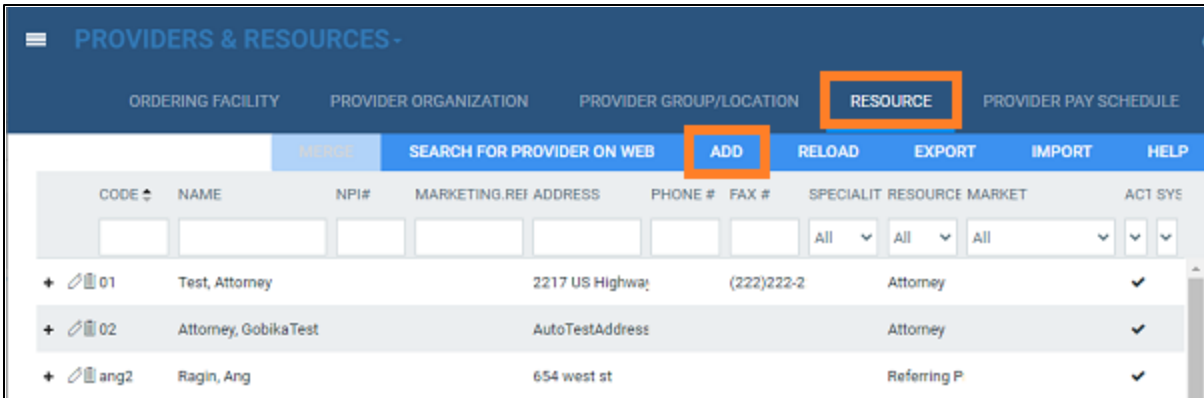 PROVIDERS & RESOURCES
ORDERING FACILITY PROVIDER ORGANIZATION PROVIDER GROUP/LOCATION RESOURCE PROVIDER PAY SCHEDULE
MERGE SEARCH FOR PROVIDER ON WEB ADD RELOAD EXPORT IMPORT HELP
CODE NAME NPI# MARKETING.REF ADDRESS PHONE # FAX # SPECIALIT RESOURCE MARKET ACT SYS
All All All
01 Test, Attorney 2217 US Highway (222)222-2 Attorney
02 Attorney, GobikaTest AutoTestAddress Attorney
ang2 Ragin, Ang 654 west st Referring P